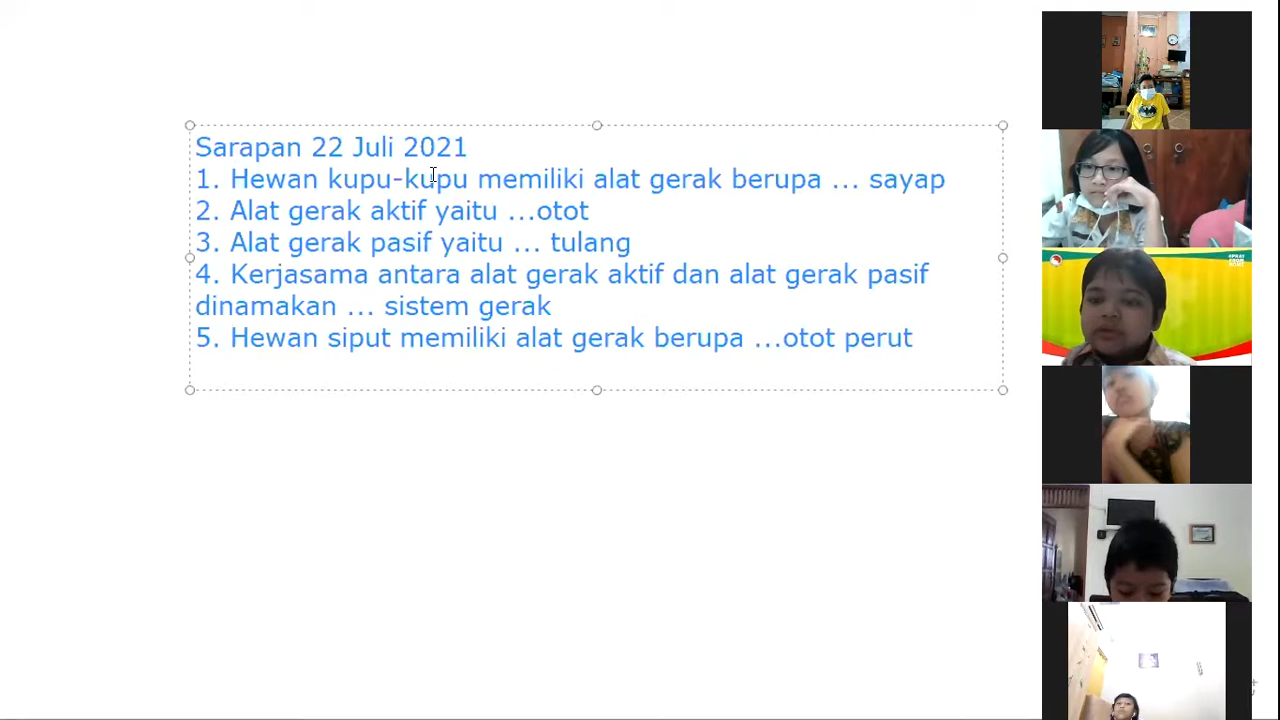 Sarapan 22 Juli 2021
1. Hewan kupu-kupu memiliki alat gerak berupa ... sayap
2. Alat gerak aktif yaitu ...otot
3. Alat gerak pasif yaitu ... tulang
4. Kerjasama antara alat gerak aktif dan alat gerak pasif
dinamakan ... sistem gerak
5. Hewan siput memiliki alat gerak berupa ...otot perut